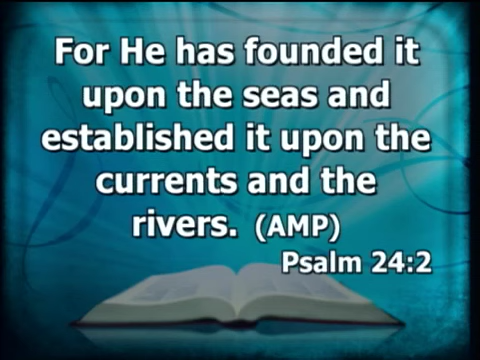 For He has founded it
upon the seas and
established it upon the
currents and the
rivers. (AMP)
Psalm 24:2